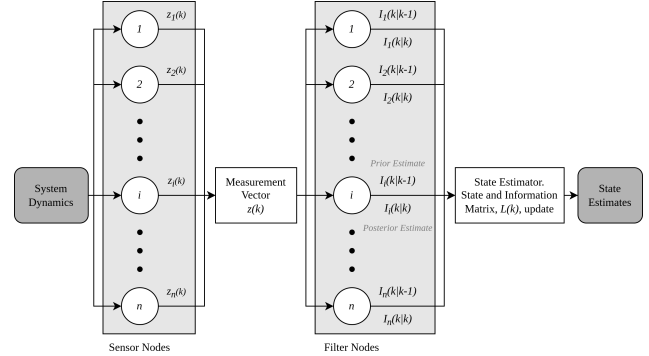 System
Dynamics
1
z1(k)
2
z2(k)
i
zi(k)
n
zn(k)
Sensor Nodes
Measurement
Vector
z(k)
1
I1(k|k-1)
I1(k|k)
2
I2(k|k-1)
I2(k|k)
Prior Estimate
i
Ii(k|k-1)
Ii(k|k)
Posterior Estimate
n
In(k|k-1)
In(k|k)
Filter Nodes
State Estimator.
State and Information
Matrix, L(k), update
State
Estimates